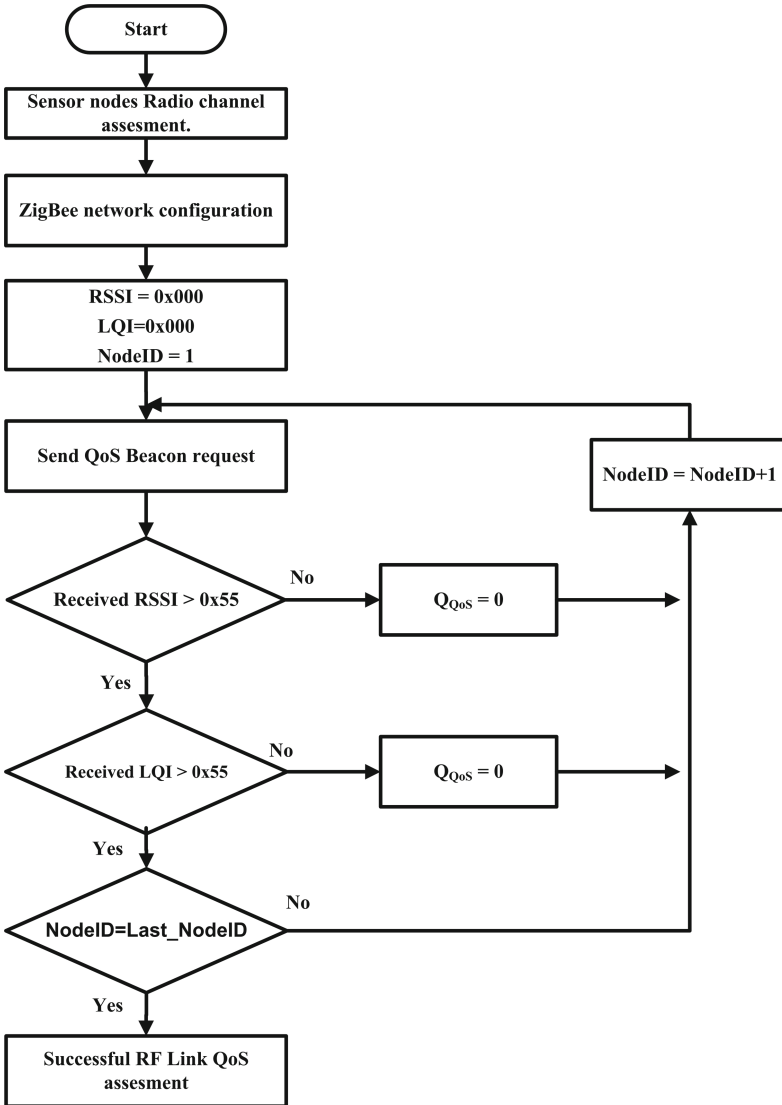 Start
Sensor nodes Radio channel
assesment.
ZigBee network configuration
RSSI = 0x000
LQI=0x000
NodeID = 1
Send QoS Beacon request
NodeID = NodeID+1
Received RSSI > 0x55
No
QQoS = 0
Yes
Received LQI > 0x55
No
QQoS = 0
Yes
NodeID=Last_NodeID
No
Yes
Successful RF Link QoS
assesment